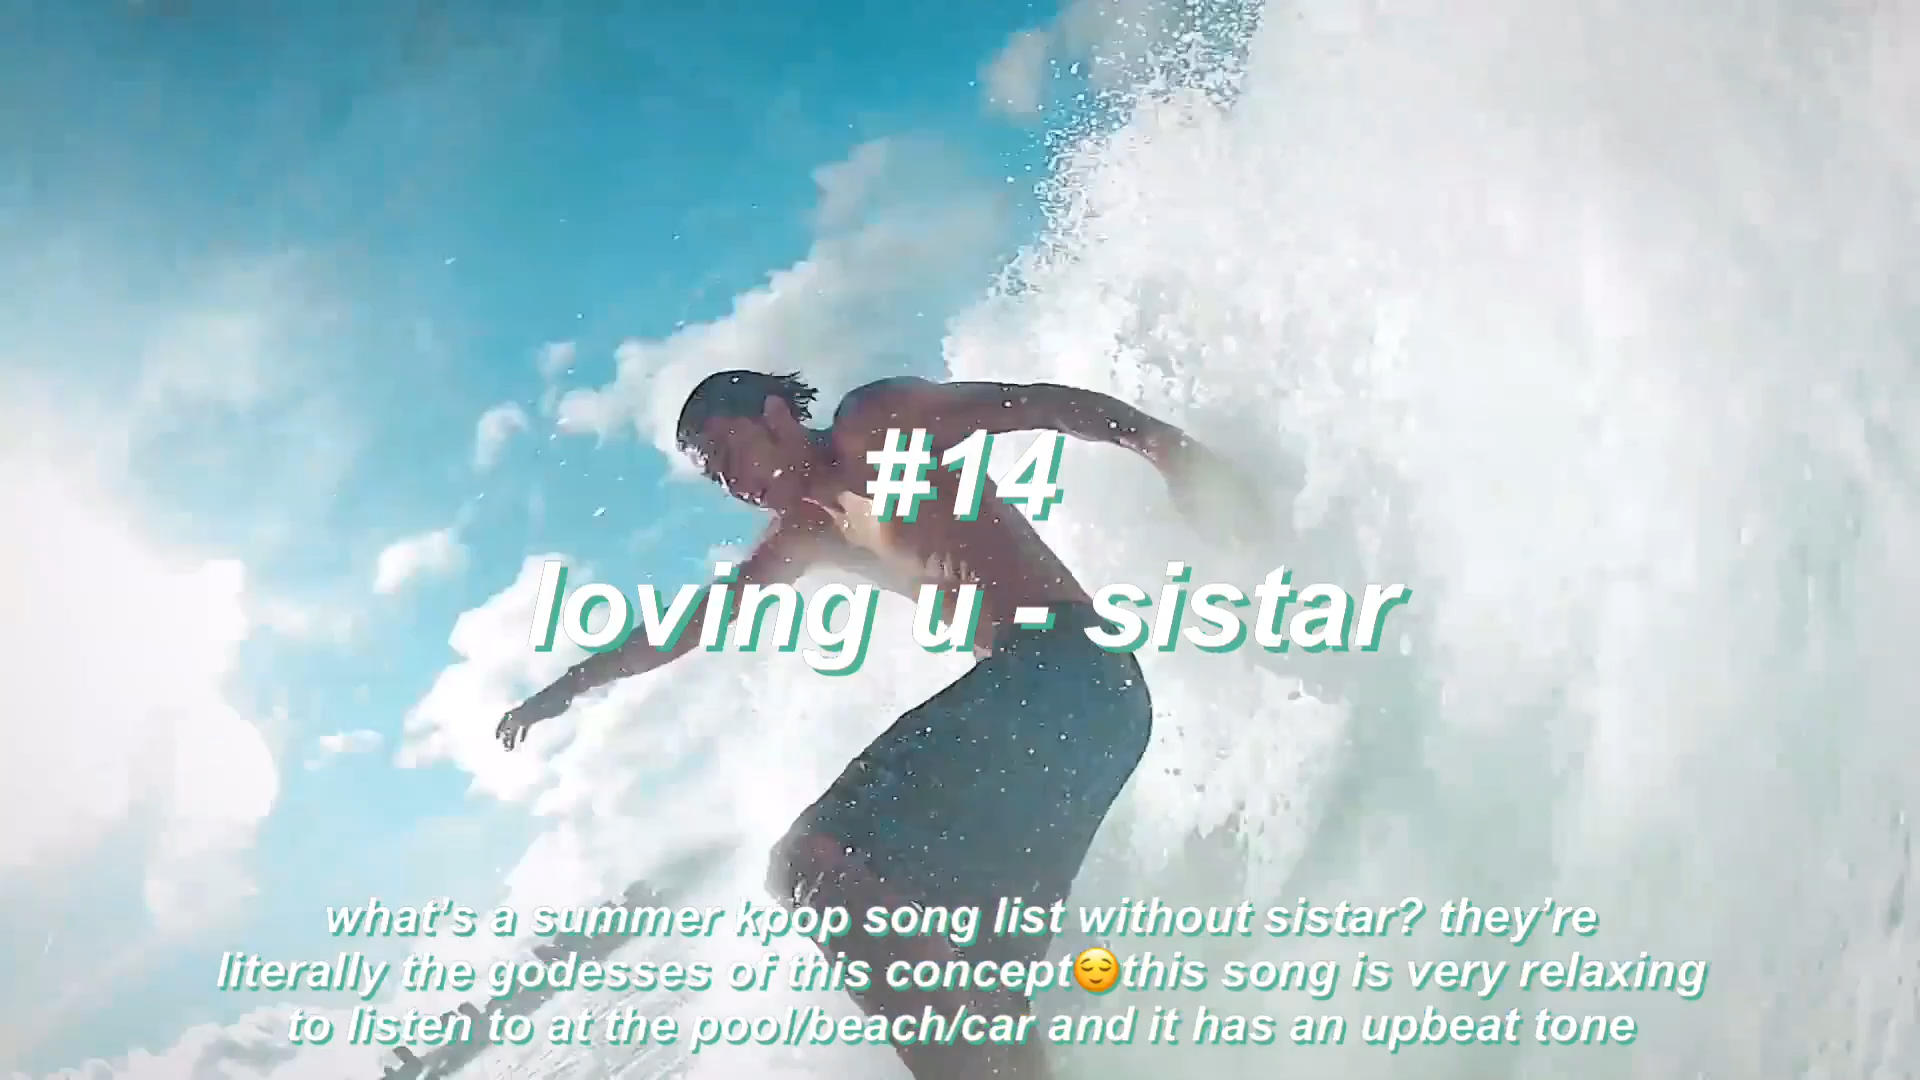 #14
loving u - sistar
what's a summer kpop song list without sistar? they're
literally the godesses of this concept😌this song is very relaxing
to listen to at the pool/beach/car and it has an upbeat tone